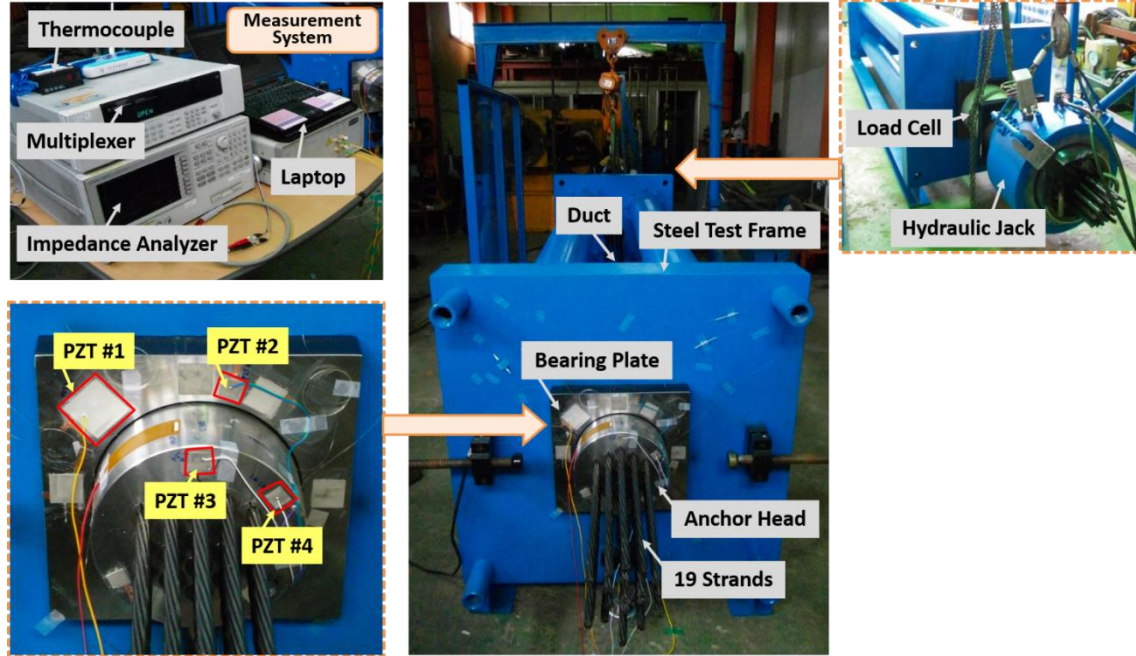 Thermocouple
Measurement
System
Multiplexer
OPEN
Laptop
Impedance Analyzer
Load Cell
Hydraulic Jack
Duct
Steel Test Frame
Bearing Plate
Anchor Head
19 Strands
PZT #1
PZT #2
PZT #3
PZT #4